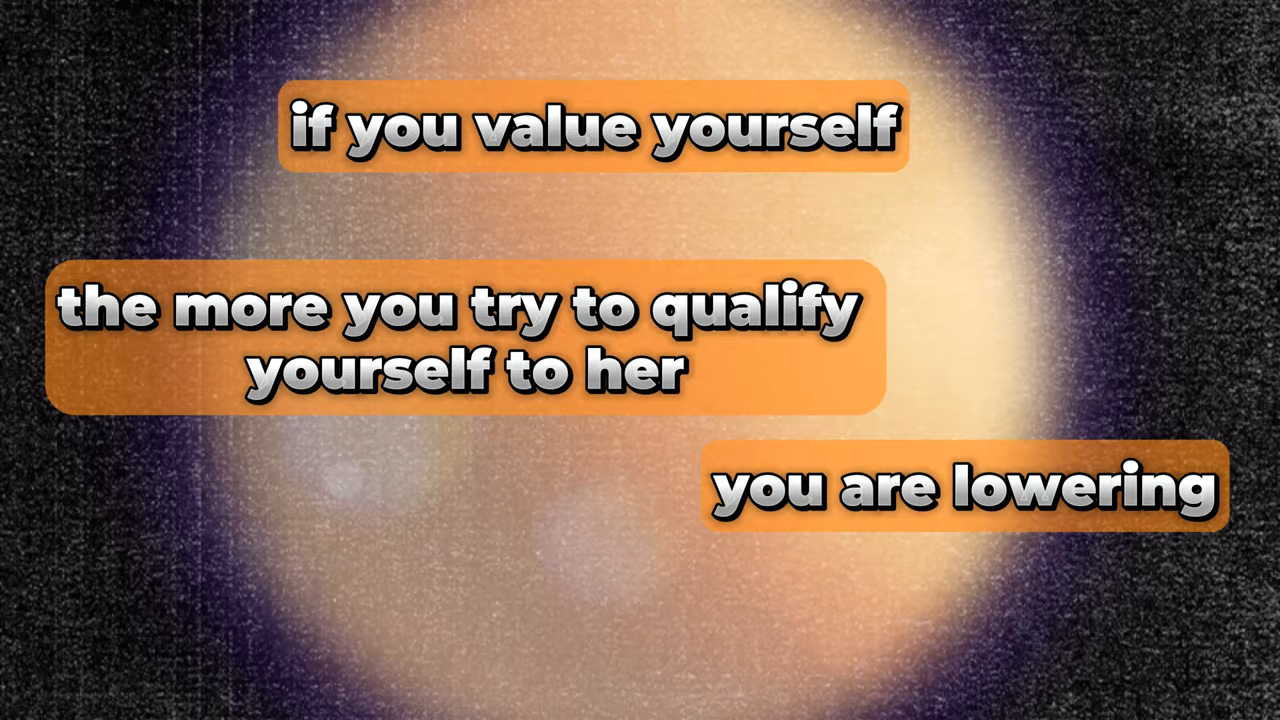 if you value yourself
the more you try to qualify
yourself to her
you are lowering